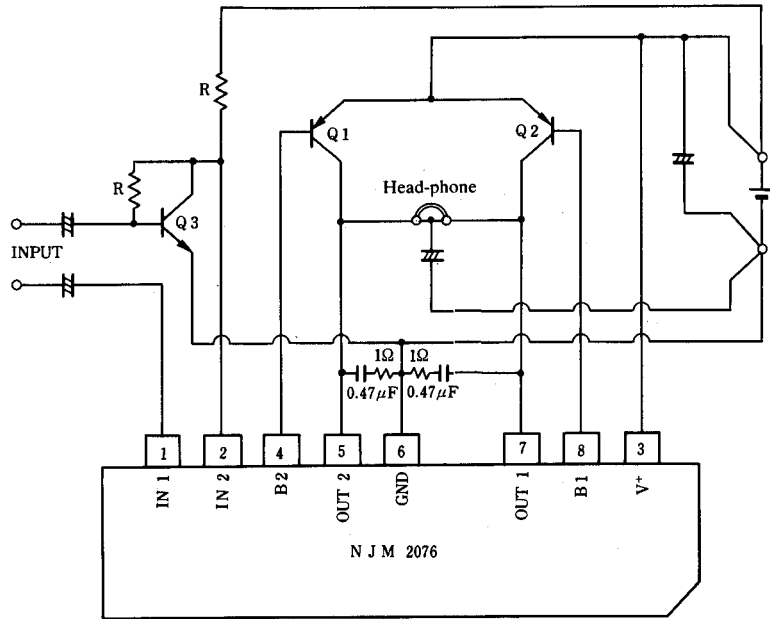 R
Q1
Q2
Head-phone
R
Q3
INPUT
1Ω 1Ω
0.47μF 0.47μF
1 2 4 5 6 7 8 3
IN 1
IN 2
B2
OUT 2
GND
OUT 1
B1
V+
NJM 2076